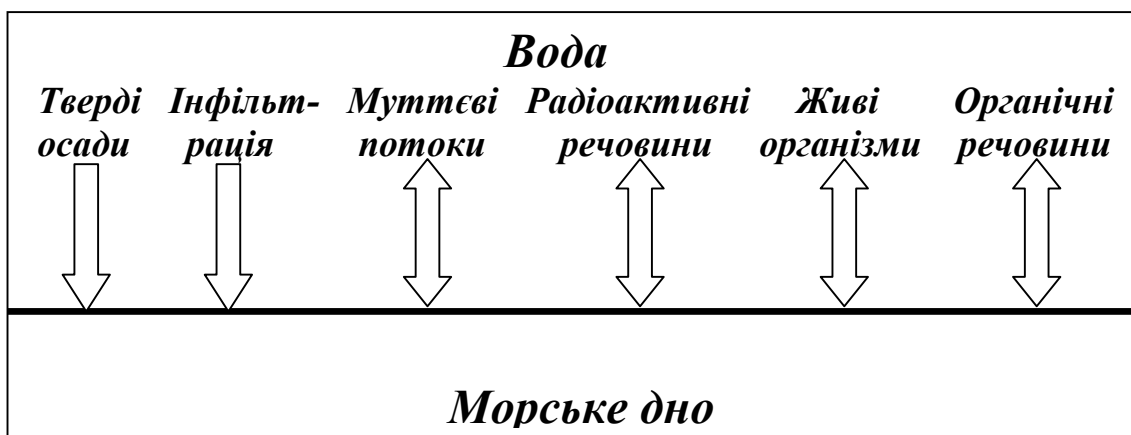 Вода
Тверді Інфільт- Муттєві Радіоактивні Живі Органічні
осади рація потоки речовини організми речовини
Морське дно